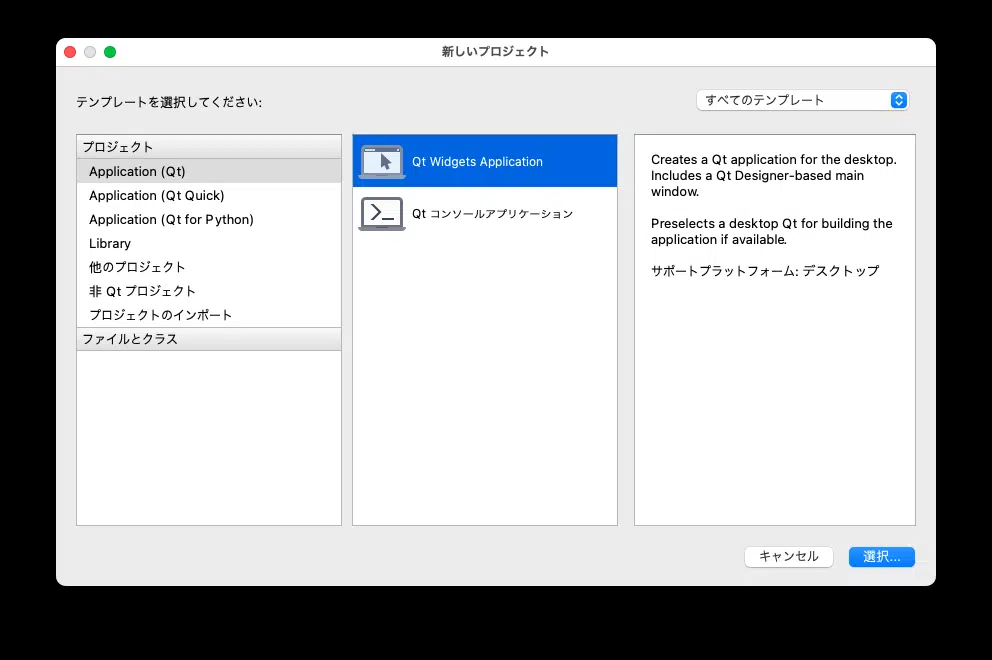 新しいプロジェクト
テンプレートを選択してください:
すべてのテンプレート
プロジェクト
Application (Qt)
Application (Qt Quick)
Application (Qt for Python)
Library
他のプロジェクト
非 Qt プロジェクト
プロジェクトのインポート
ファイルとクラス
Qt Widgets Application
Qt コンソールアプリケーション
Creates a Qt application for the desktop.
Includes a Qt Designer-based main
window.
Preselects a desktop Qt for building the
application if available.
サポートプラットフォーム: デスクトップ
キャンセル
選択...